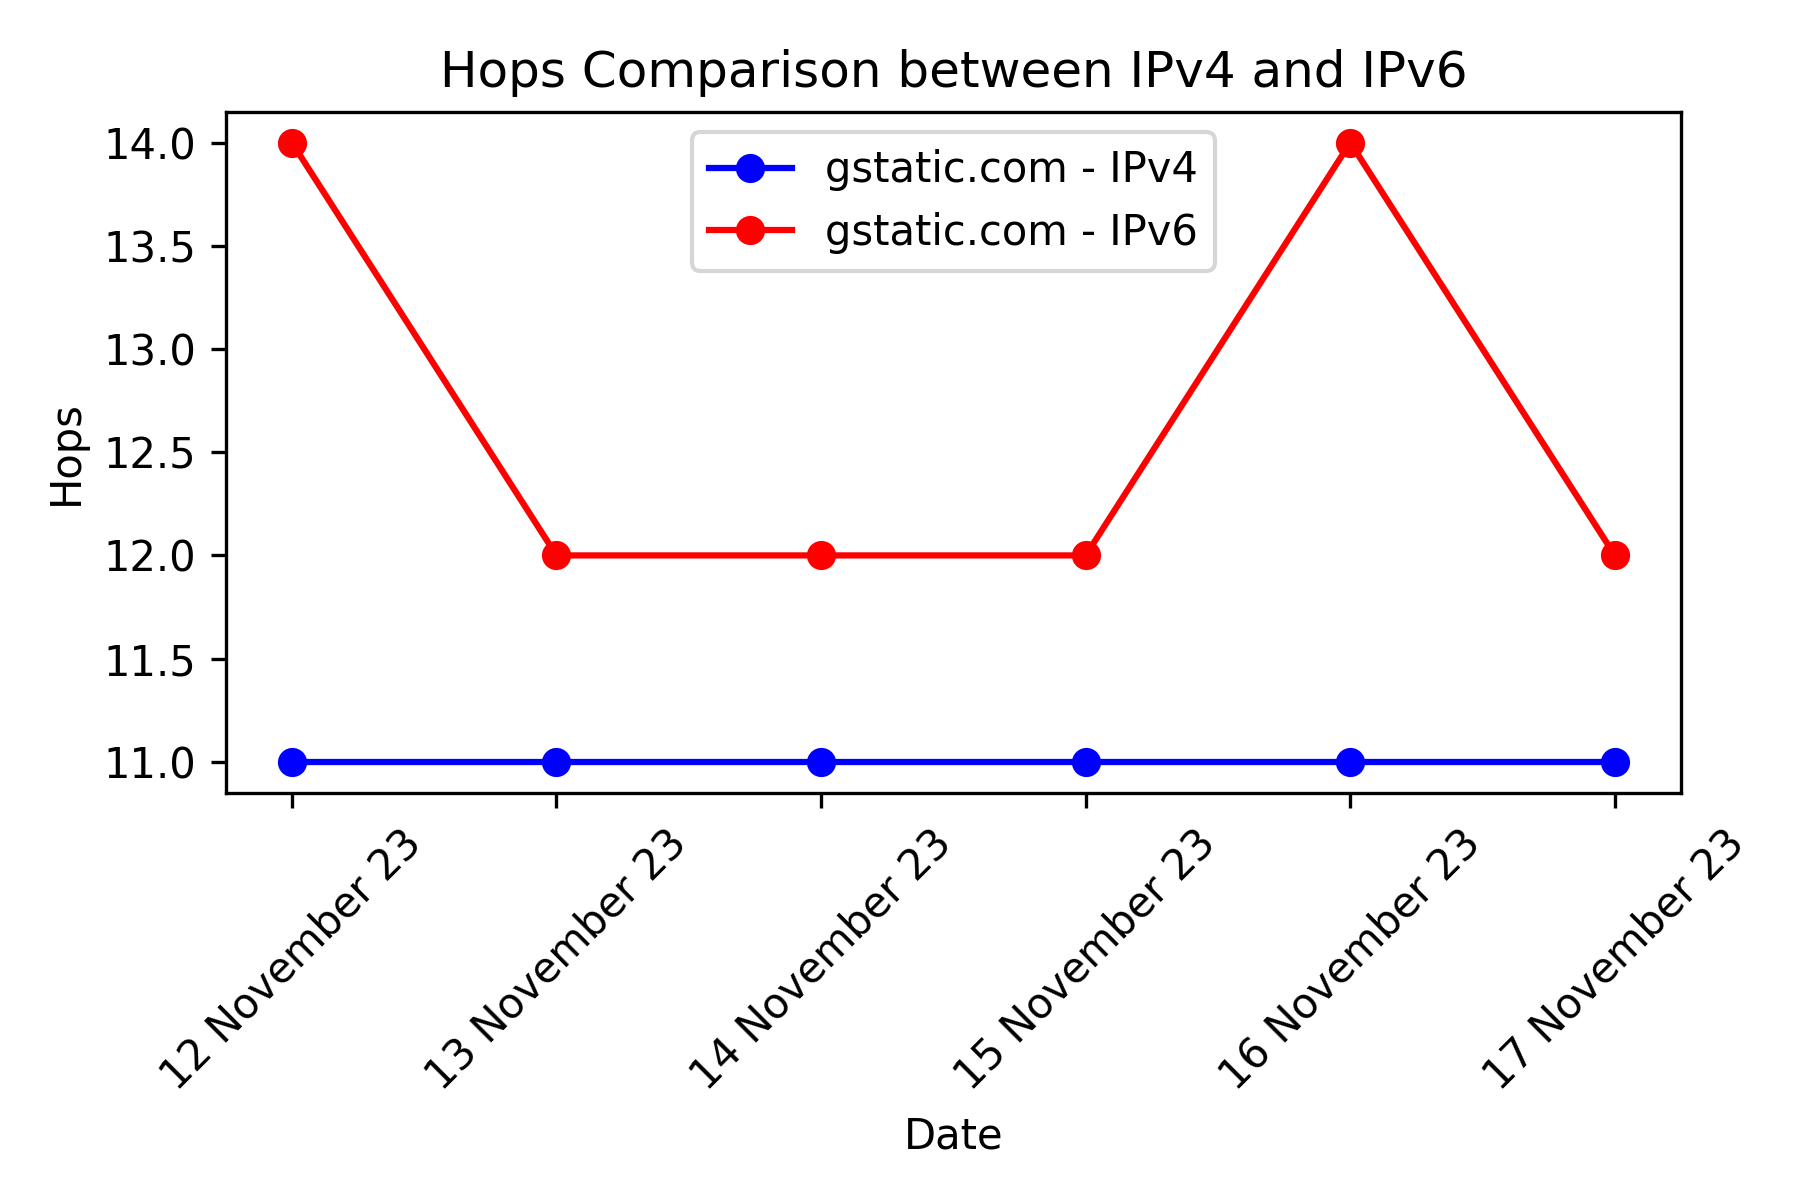 Hops Comparison between IPv4 and IPv6
gstatic.com - IPv4
gstatic.com - IPv6
Hops
14.0
13.5
13.0
12.5
12.0
11.5
11.0
12 November 23
13 November 23
14 November 23
15 November 23
16 November 23
17 November 23
Date